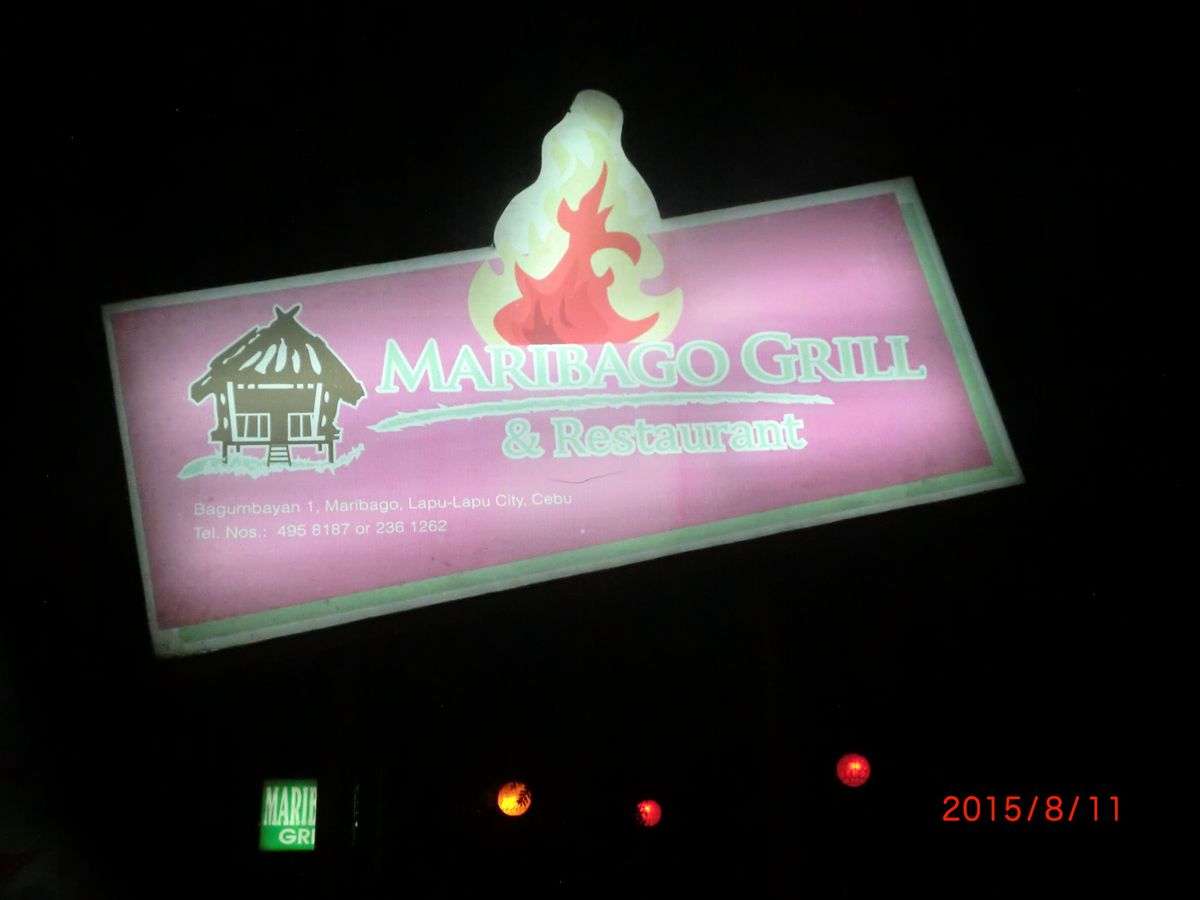 MARIBAGO GRILL
& Restaurant
Bagumbayan 1, Maribago, Lapu-Lapu City, Cebu
Tel. Nos.: 495 8187 or 236 1262
2015/8/11